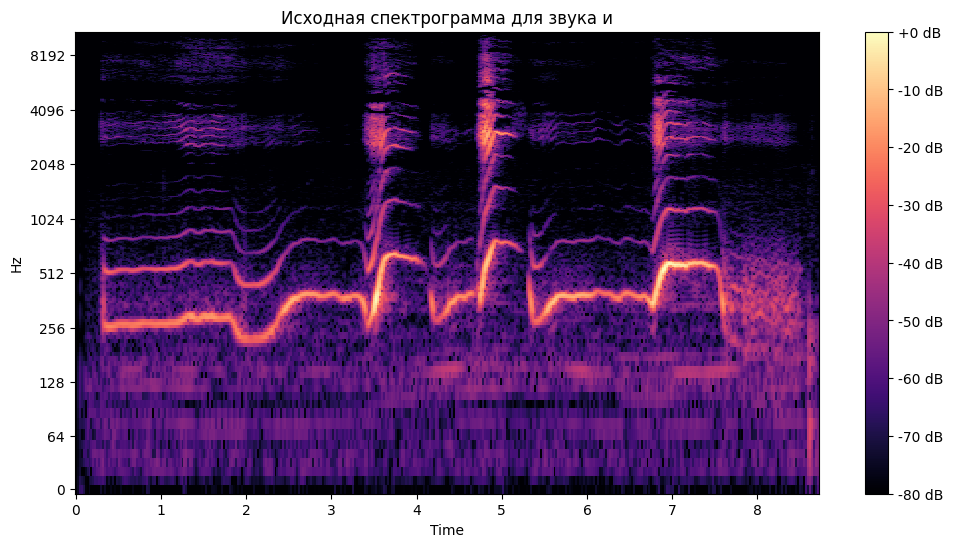 Исходная спектрограмма для звука и
Hz
8192
4096
2048
1024
512
256
128
64
0
0 1 2 3 4 5 6 7 8
Time
+0 dB
-10 dB
-20 dB
-30 dB
-40 dB
-50 dB
-60 dB
-70 dB
-80 dB